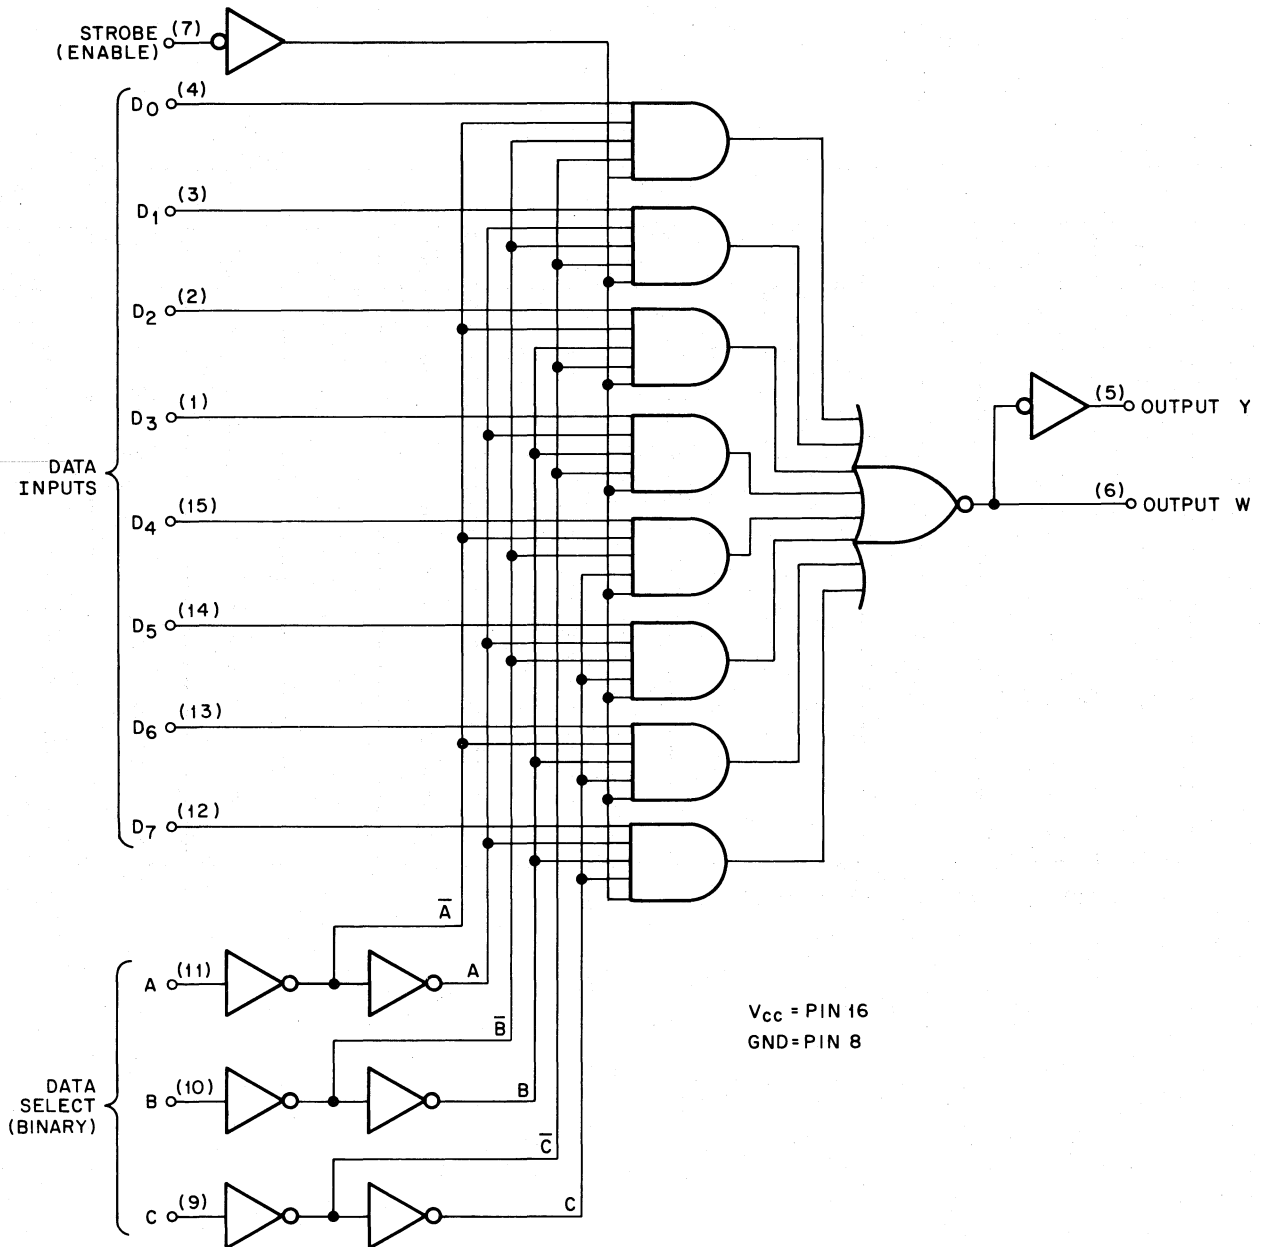 STROBE (7)
(ENABLE)
D0 (4)
D1 (3)
D2 (2)
D3 (1)
DATA
INPUTS
D4 (15)
D5 (14)
D6 (13)
D7 (12)
OUTPUT Y (5)
OUTPUT W (6)
A̅
A (11)
A
B̅
VCC = PIN 16
GND=PIN 8
DATA
SELECT
(BINARY)
B (10)
B
C̅
C (9)
C